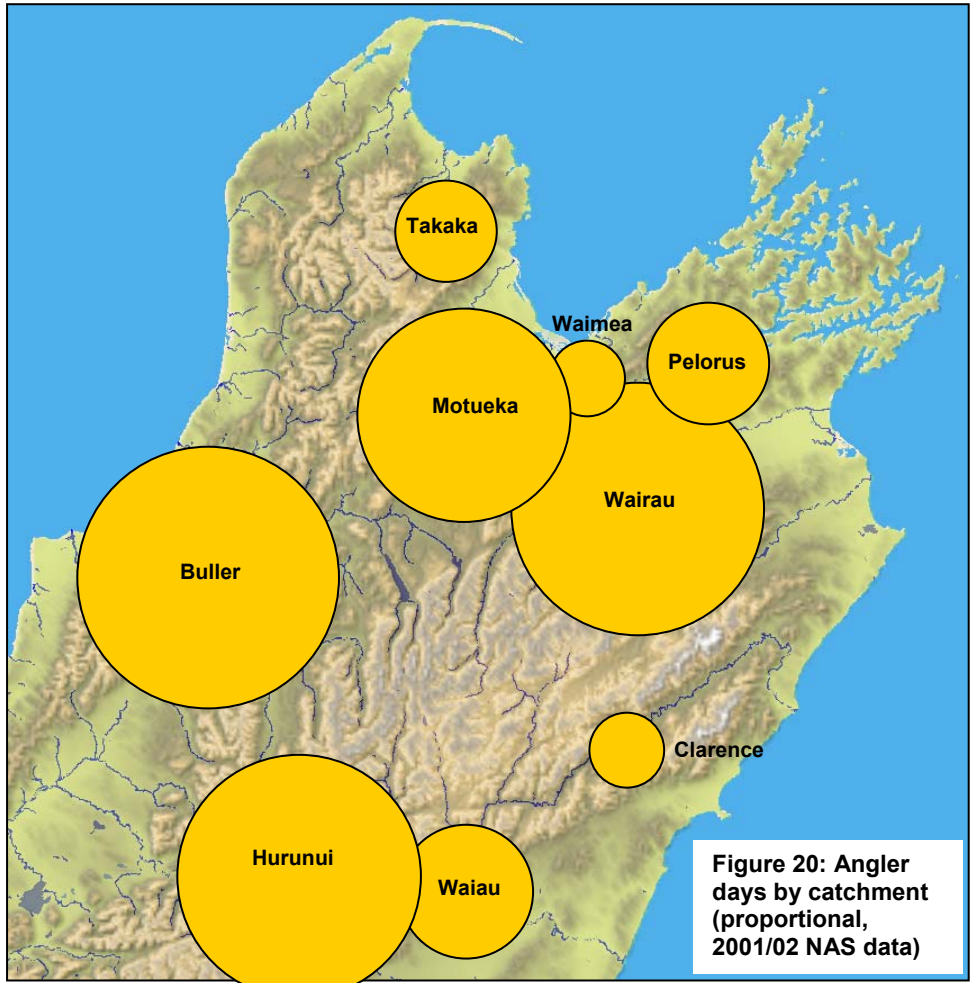 Takaka
Waimea
Pelorus
Motueka
Wairau
Buller
Clarence
Hurunui
Waiau
Figure 20: Angler
days by catchment
(proportional,
2001/02 NAS data)